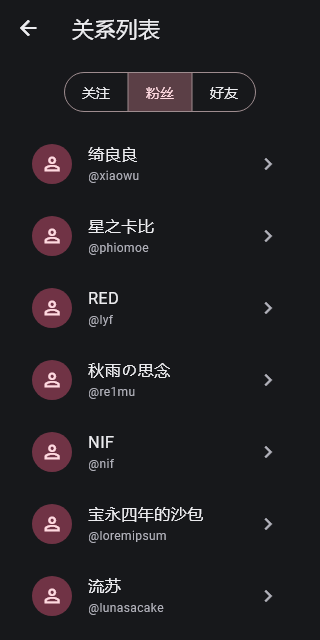 关系列表
关注 粉丝 好友
绮良良
@xiaowu
星之卡比
@phiomoe
RED
@lyf
秋雨の思念
@re1mu
NIF
@nif
宝永四年的沙包
@loremipsum
流苏
@lunasacake